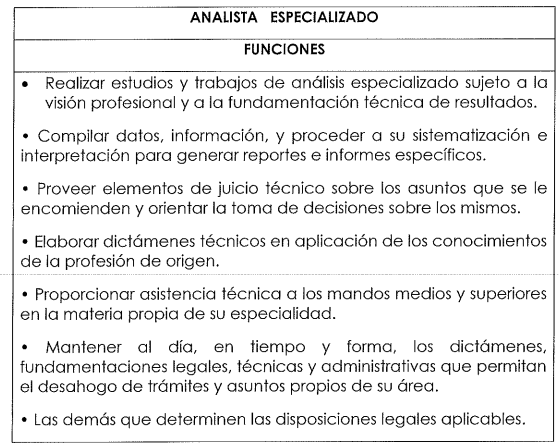 ANALISTA ESPECIALIZADO
FUNCIONES
• Realizar estudios y trabajos de análisis especializado sujeto a la
visión profesional y a la fundamentación técnica de resultados.
• Compilar datos, información, y proceder a su sistematización e
interpretación para generar reportes e informes específicos.
• Proveer elementos de juicio técnico sobre los asuntos que se le
encomienden y orientar la toma de decisiones sobre los mismos.
• Elaborar dictámenes técnicos en aplicación de los conocimientos
de la profesión de origen.
• Proporcionar asistencia técnica a los mandos medios y superiores
en la materia propia de su especialidad.
• Mantener al día, en tiempo y forma, los dictámenes,
fundamentaciones legales, técnicas y administrativas que permitan
el desahogo de trámites y asuntos propios de su área.
• Las demás que determinen las disposiciones legales aplicables.